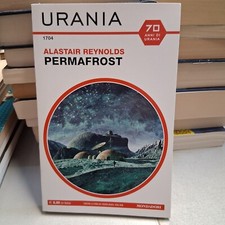 URANIA
70
ANNI DI
URANIA
1704
ALASTAIR REYNOLDS
PERMAFROST
MONDADORI